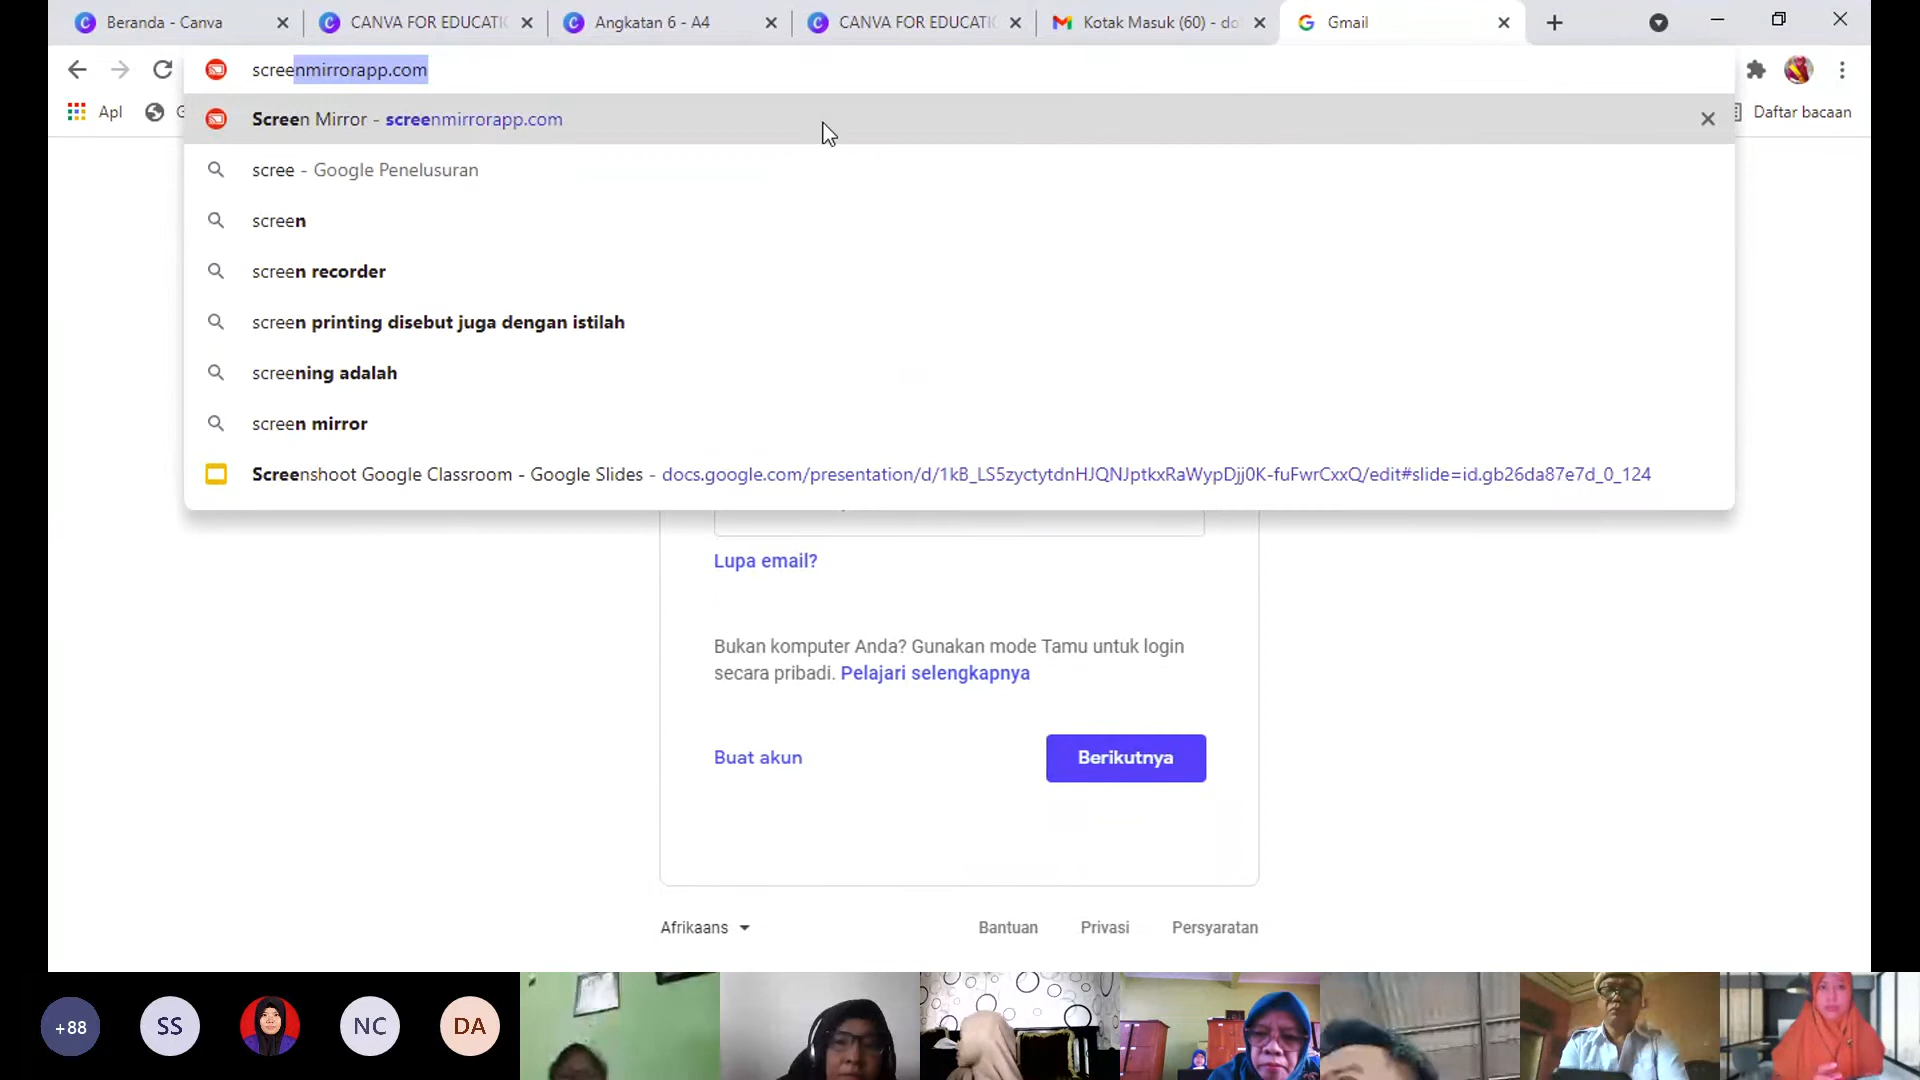 Beranda - Canva
CANVA FOR EDUCATI
Angkatan 6 - A4
CANVA FOR EDUCATI
Kotak Masuk (60) - do
Gmail
screenmirrorapp.com
Apl
Daftar bacaan
Screen Mirror - screenmirrorapp.com
scree - Google Penelusuran
screen
screen recorder
screen printing disebut juga dengan istilah
screening adalah
screen mirror
Screenshoot Google Classroom - Google Slides - docs.google.com/presentation/d/1kB_LS5zyctytdnHJQNJptkxRaWypDjj0K-fuFwrCxxQ/edit#slide=id.gb26da87e7d_0_124
Lupa email?
Bukan komputer Anda? Gunakan mode Tamu untuk login
secara pribadi. Pelajari selengkapnya
Buat akun
Berikutnya
Afrikaans
Bantuan
Privasi
Persyaratan
+88
SS
NC
DA